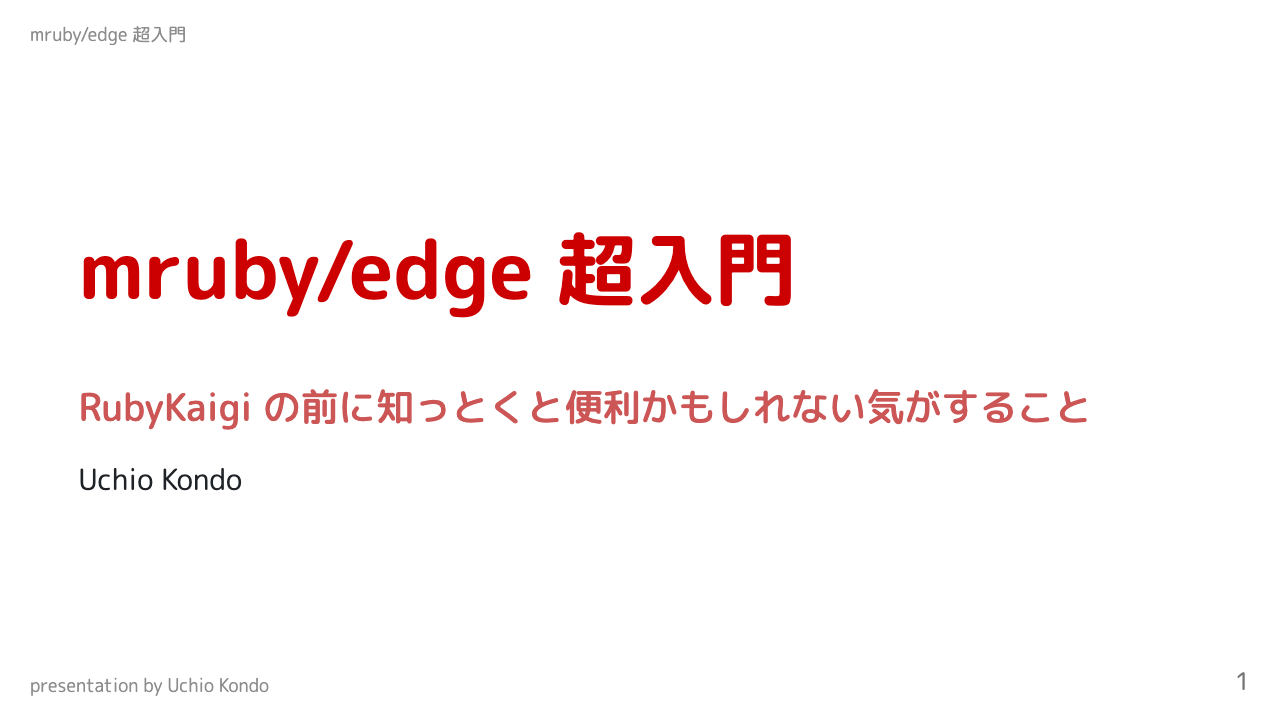 mruby/edge 超入門
mruby/edge 超入門
RubyKaigi の前に知っとくと便利かもしれない気がすること
Uchio Kondo
presentation by Uchio Kondo
1